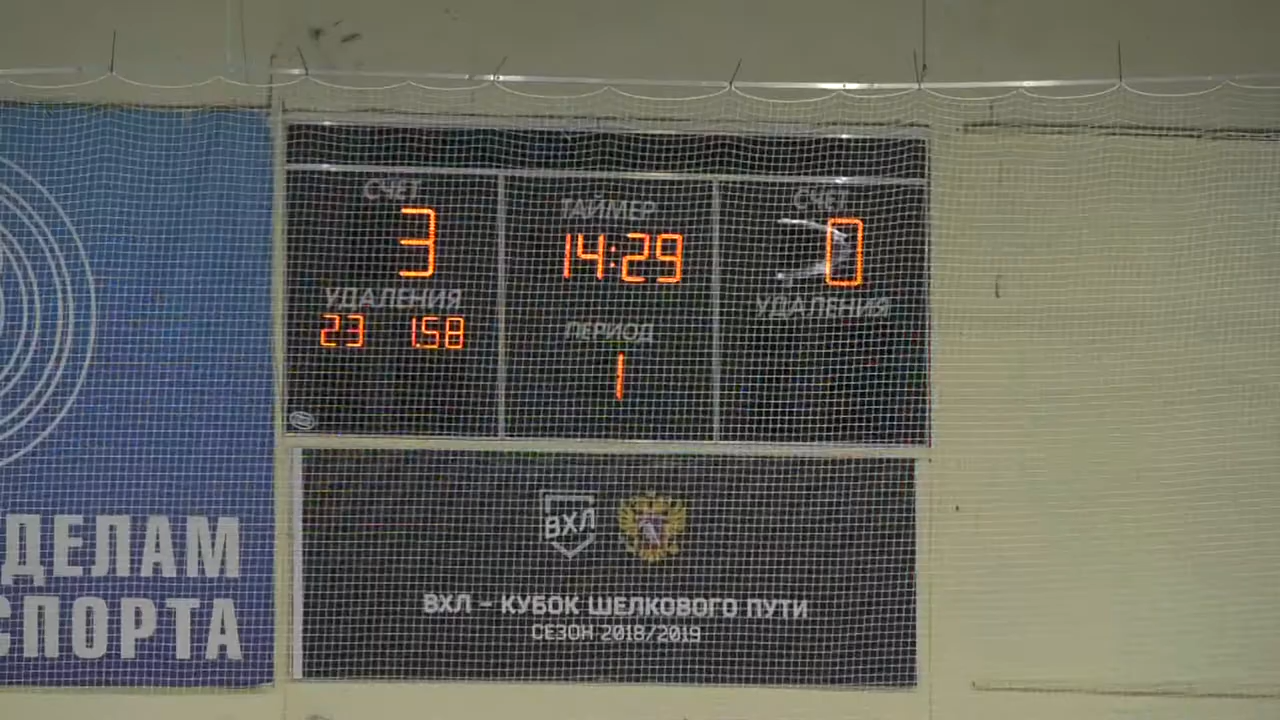 СЧЕТ
3
УДАЛЕНИЯ
23 1.58
ТАЙМЕР
14:29
ПЕРИОД
1
СЧЕТ
0
УДАЛЕНИЯ
ДЕЛАМ
СПОРТА
ВХЛ
ВХЛ – КУБОК ШЕЛКОВОГО ПУТИ
СЕЗОН 2018/2019